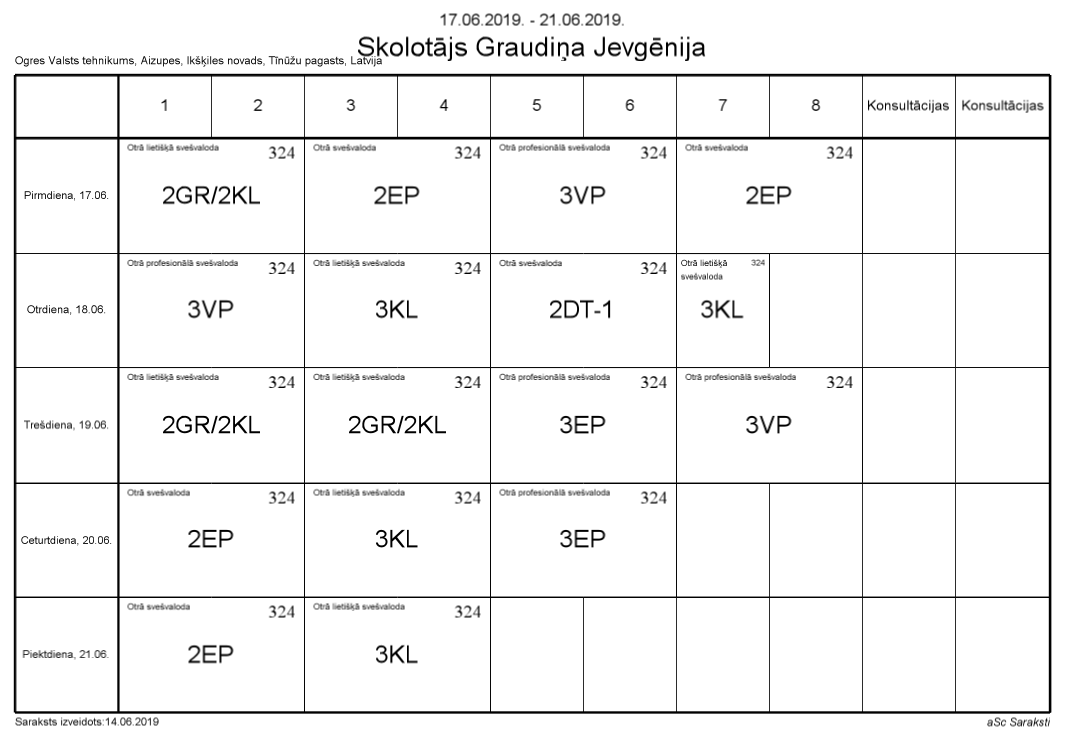 17.06.2019. - 21.06.2019.
Skolotājs Graudiņa Jevgēnija
Ogres Valsts tehnikums, Aizupes, Ikšķiles novads, Tīnūžu pagasts, Latvija
1 2 3 4 5 6 7 8 Konsultācijas Konsultācijas
Otrā lietišķā svešvaloda 324 Otrā svešvaloda 324 Otrā profesionālā svešvaloda 324 Otrā svešvaloda 324
Pirmdiena, 17.06. 2GR/2KL 2EP 3VP 2EP
Otrā profesionālā svešvaloda 324 Otrā lietišķā svešvaloda 324 Otrā svešvaloda 324 Otrā lietišķā 324
svešvaloda
Otrdiena, 18.06. 3VP 3KL 2DT-1 3KL
Otrā lietišķā svešvaloda 324 Otrā lietišķā svešvaloda 324 Otrā profesionālā svešvaloda 324 Otrā profesionālā svešvaloda 324
Trešdiena, 19.06. 2GR/2KL 2GR/2KL 3EP 3VP
Otrā svešvaloda 324 Otrā lietišķā svešvaloda 324 Otrā profesionālā svešvaloda 324
Ceturtdiena, 20.06. 2EP 3KL 3EP
Otrā svešvaloda 324 Otrā lietišķā svešvaloda 324
Piektdiena, 21.06. 2EP 3KL
Saraksts izveidots:14.06.2019 aSc Saraksti